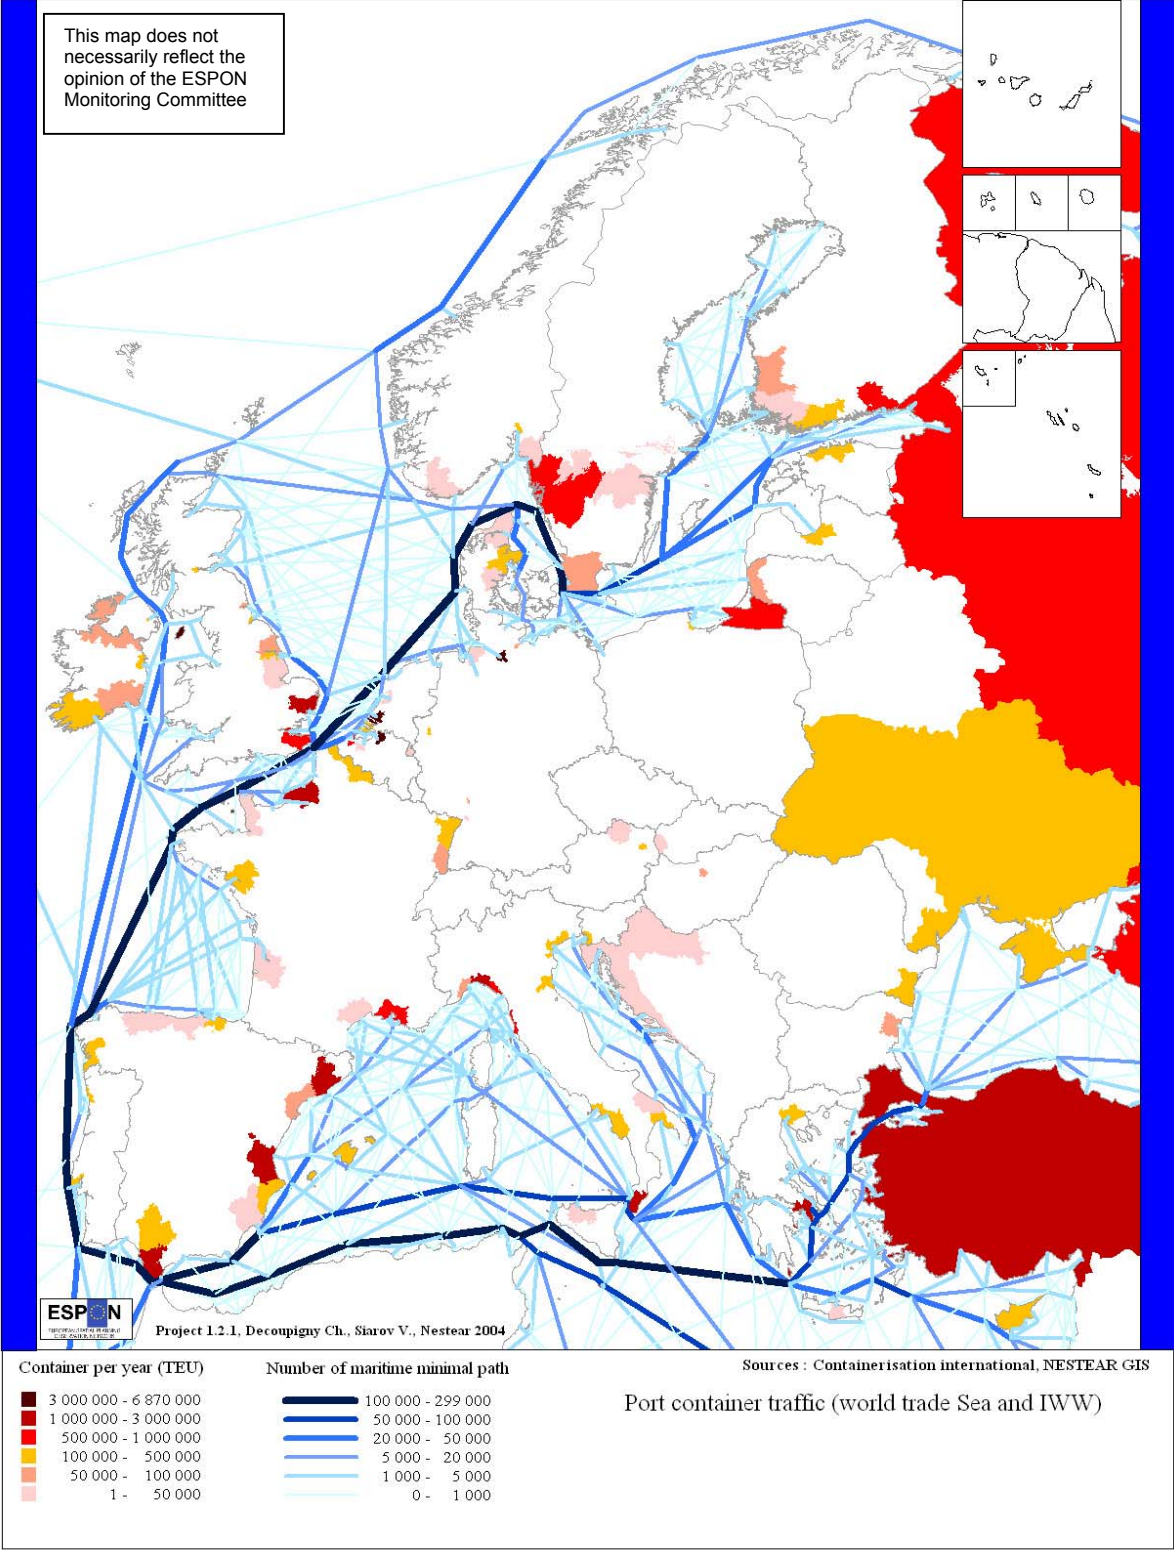 This map does not
necessarily reflect the
opinion of the ESPON
Monitoring Committee
ESPON
Project 1.2.1, Decoupigny Ch., Siarov V., Nestear 2004
Container per year (TEU)
3 000 000 - 6 870 000
1 000 000 - 3 000 000
500 000 - 1 000 000
100 000 - 500 000
50 000 - 100 000
1 - 50 000
Number of maritime minimal path
100 000 - 299 000
50 000 - 100 000
20 000 - 50 000
5 000 - 20 000
1 000 - 5 000
0 - 1 000
Sources : Containerisation international, NESTEAR GIS
Port container traffic (world trade Sea and IWW)